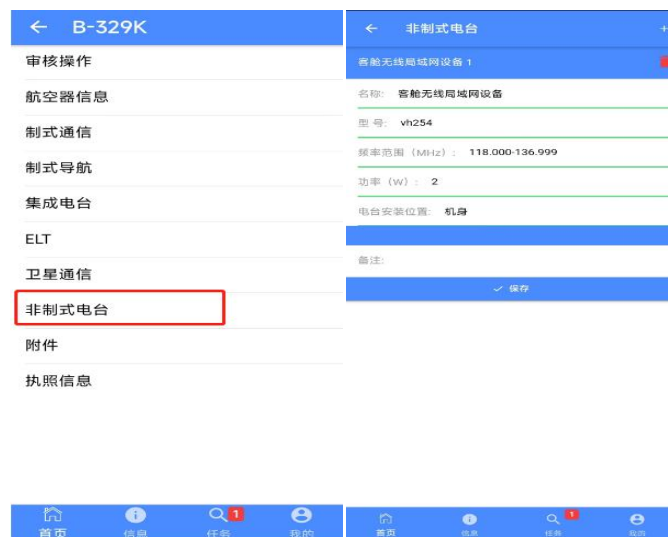 ← B-329K
审核操作
航空器信息
制式通信
制式导航
集成电台
ELT
卫星通信
非制式电台
附件
执照信息
1
首页 信息 任务 我的
← 非制式电台 +
客舱无线局域网设备 1
名称: 客舱无线局域网设备
型号: vh254
频率范围（MHz）: 118.000-136.999
功率（W）: 2
电台安装位置: 机身
备注:
✓ 保存
1
首页 信息 任务 我的